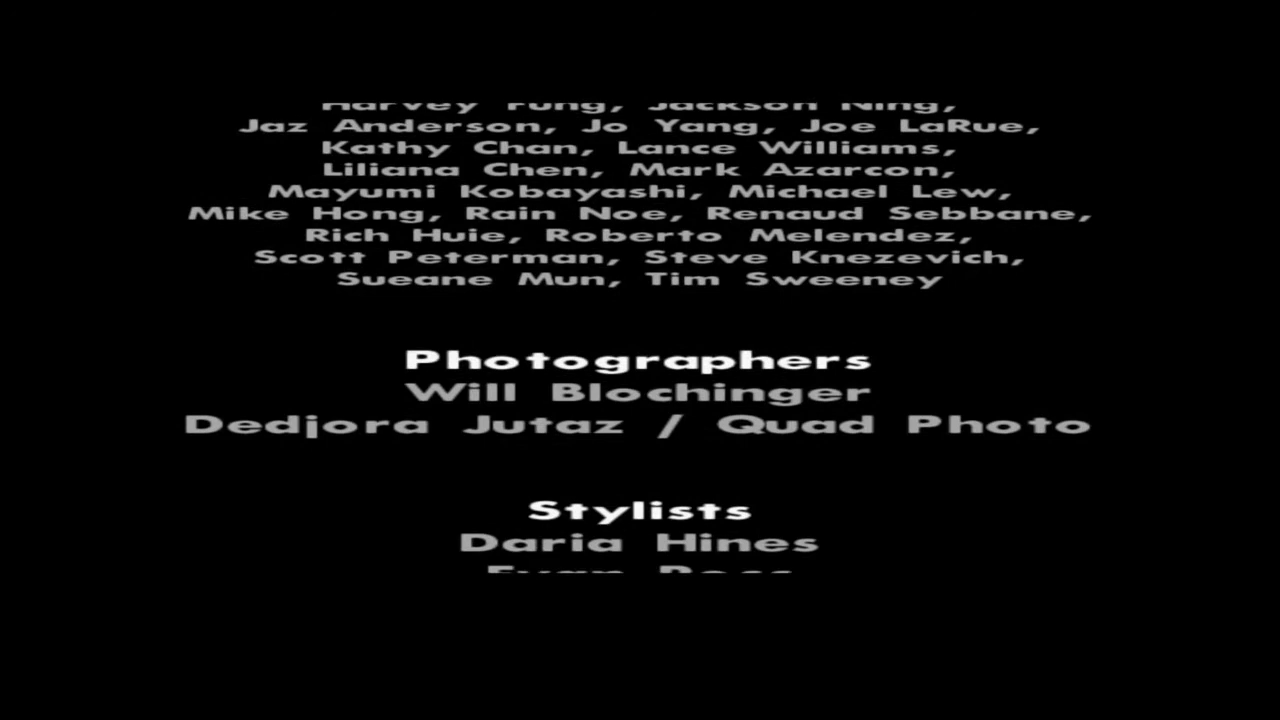 Harvey Fung, Jackson Ning,
Jaz Anderson, Jo Yang, Joe LaRue,
Kathy Chan, Lance Williams,
Liliana Chen, Mark Azarcon,
Mayumi Kobayashi, Michael Lew,
Mike Hong, Rain Noe, Renaud Sebbane,
Rich Huie, Roberto Melendez,
Scott Peterman, Steve Knezevich,
Sueane Mun, Tim Sweeney
Photographers
Will Blochinger
Dedjora Jutaz / Quad Photo
Stylists
Daria Hines